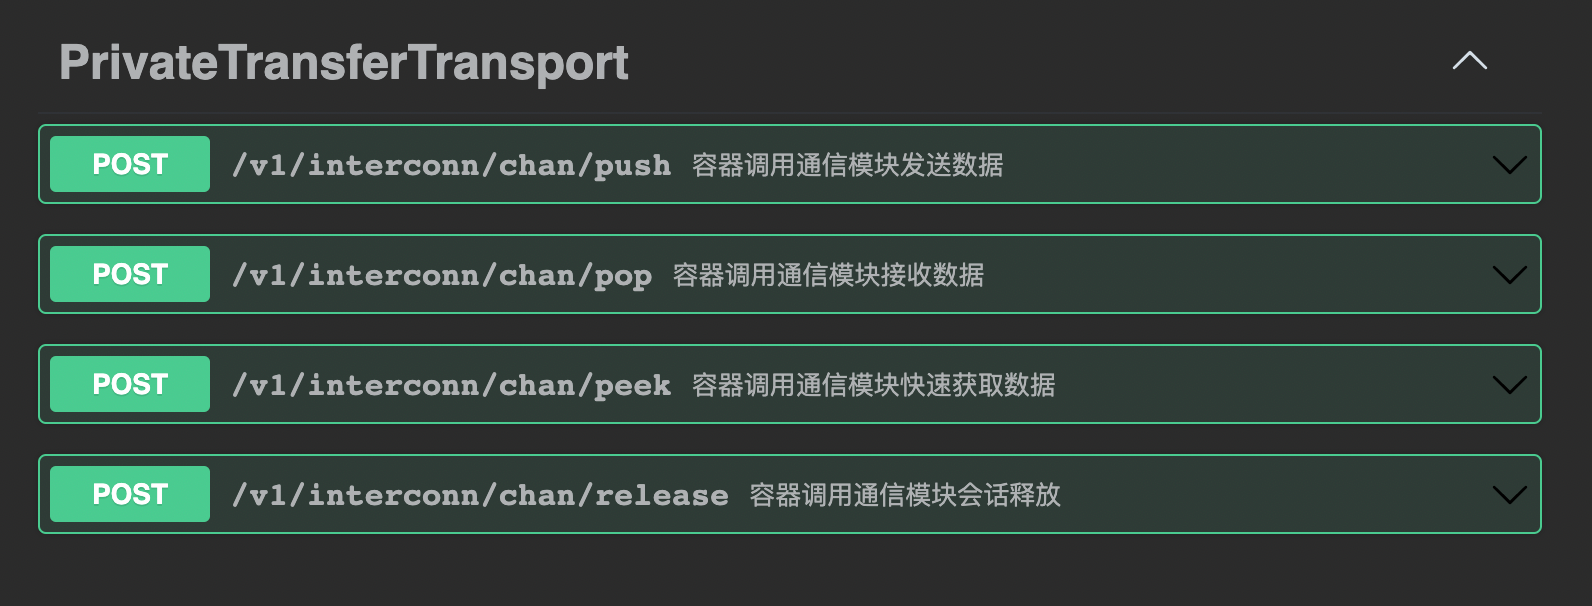 PrivateTransferTransport
POST /v1/interconn/chan/push 容器调用通信模块发送数据
POST /v1/interconn/chan/pop 容器调用通信模块接收数据
POST /v1/interconn/chan/peek 容器调用通信模块快速获取数据
POST /v1/interconn/chan/release 容器调用通信模块会话释放